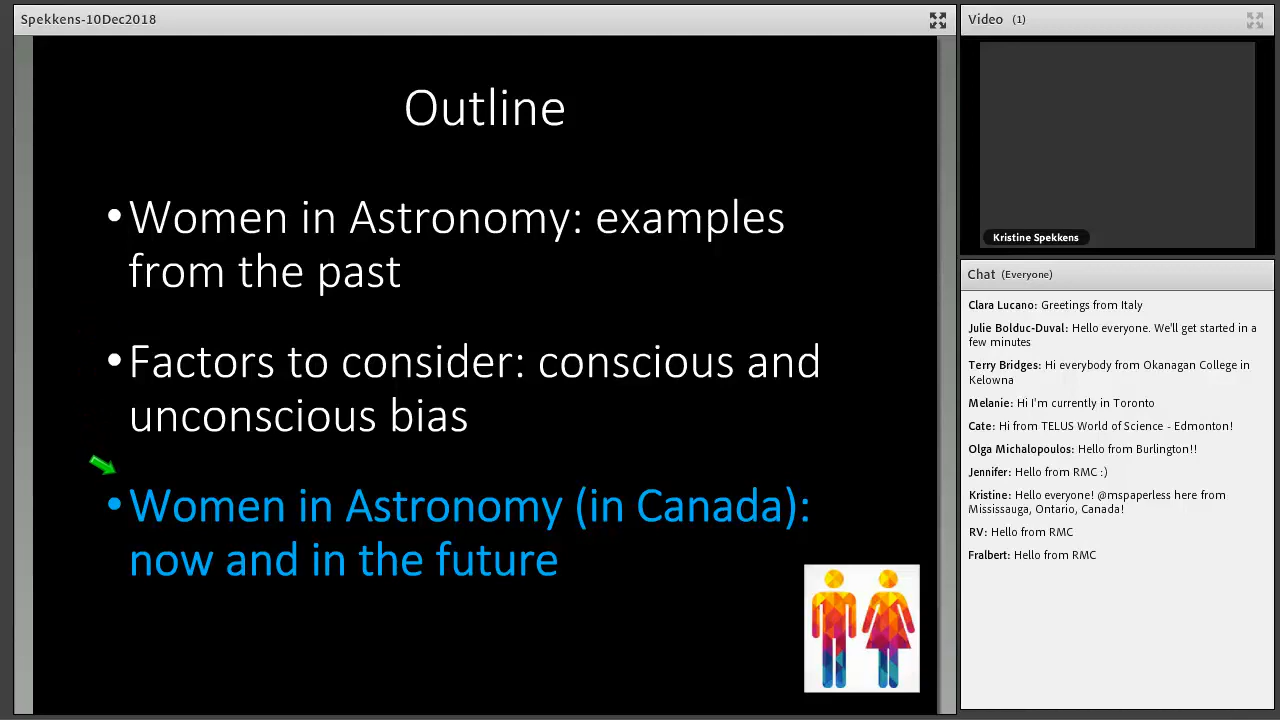 Spekkens-10Dec2018
Outline
•Women in Astronomy: examples
from the past
•Factors to consider: conscious and
unconscious bias
•Women in Astronomy (in Canada):
now and in the future
Video (1)
Kristine Spekkens
Chat (Everyone)
Clara Lucano: Greetings from Italy
Julie Bolduc-Duval: Hello everyone. We'll get started in a
few minutes
Terry Bridges: Hi everybody from Okanagan College in
Kelowna
Melanie: Hi I'm currently in Toronto
Cate: Hi from TELUS World of Science - Edmonton!
Olga Michalopoulos: Hello from Burlington!!
Jennifer: Hello from RMC :)
Kristine: Hello everyone! @mspaperless here from
Mississauga, Ontario, Canada!
RV: Hello from RMC
Fralbert: Hello from RMC